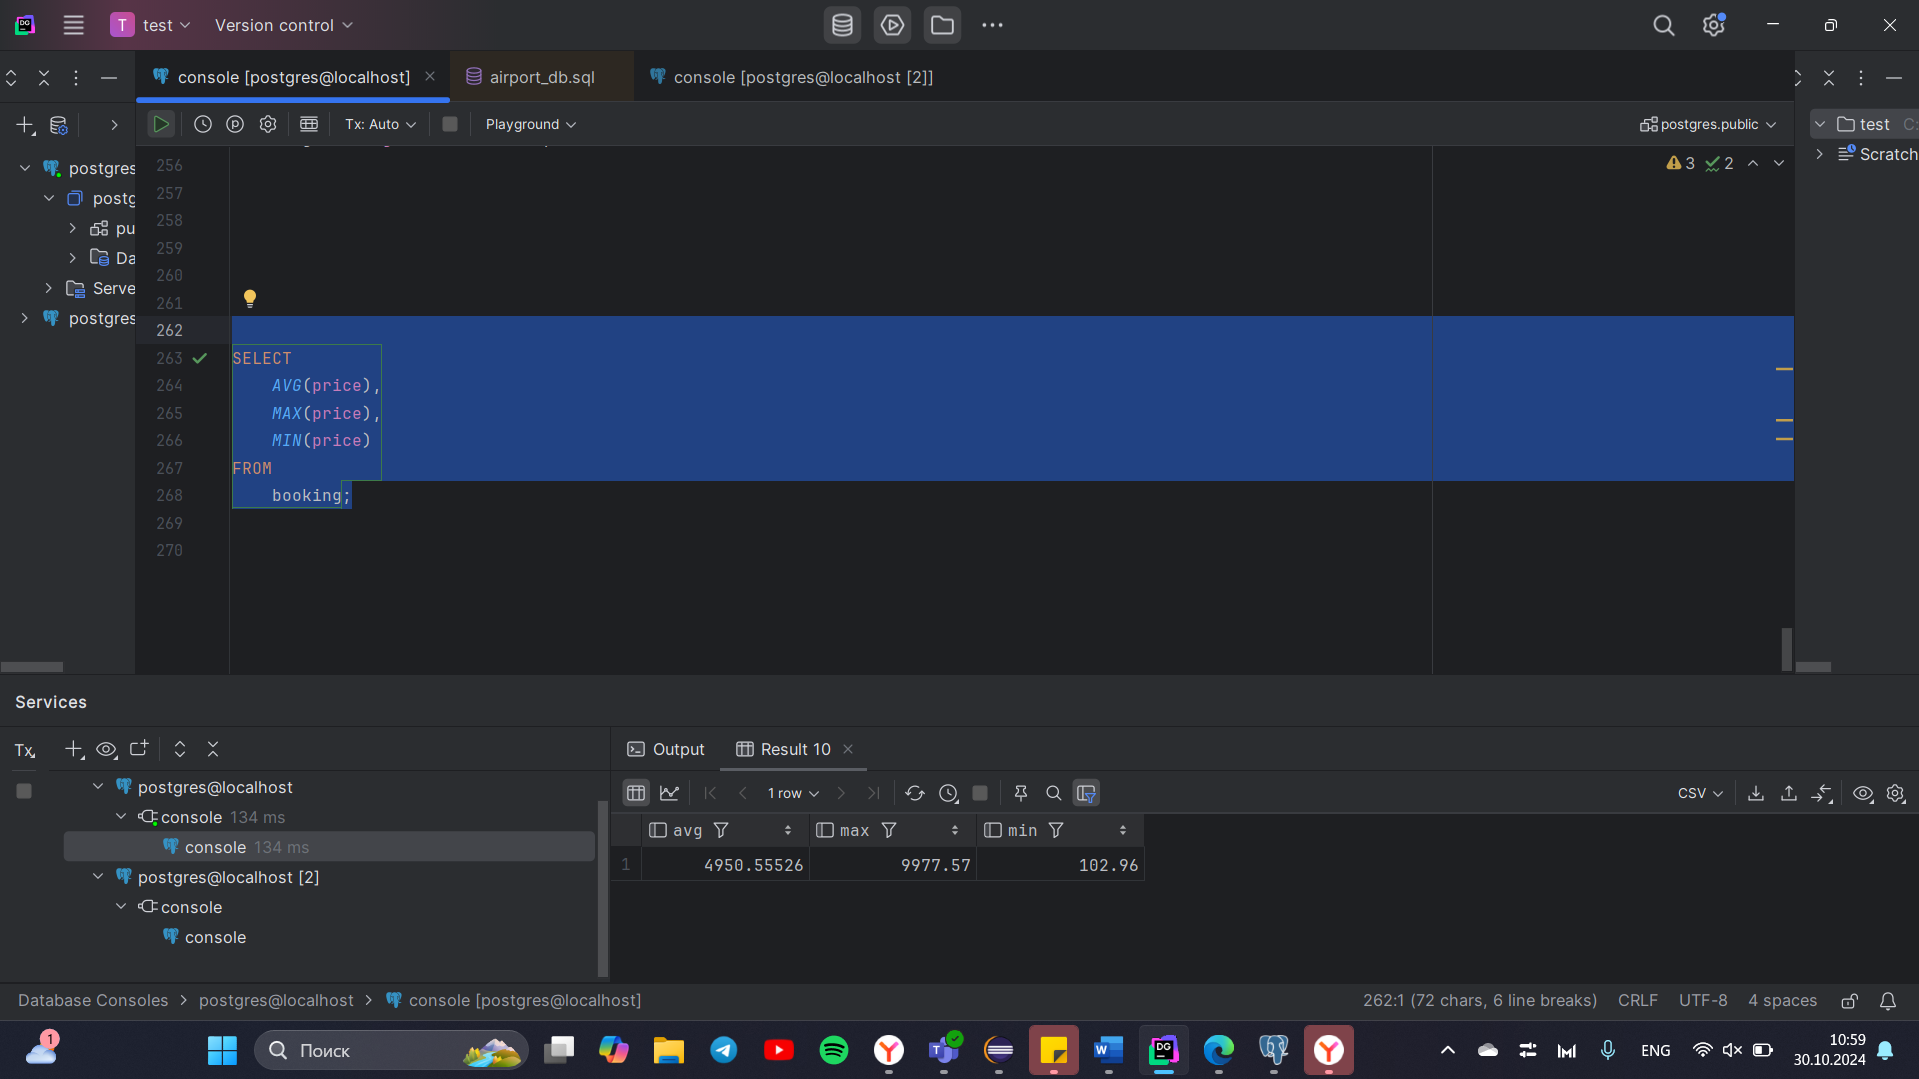 T test Version control
console [postgres@localhost] airport_db.sql console [postgres@localhost [2]]
Tx: Auto Playground postgres.public
test C:
Scratch
postgres
postg
pu
Da
Serve
postgres
3 2
256
257
258
259
260
261
262
263 SELECT
264 AVG(price),
265 MAX(price),
266 MIN(price)
267 FROM
268 booking;
269
270
Services
Tx
postgres@localhost
console 134 ms
console 134 ms
postgres@localhost [2]
console
console
Output Result 10
1 row CSV
avg max min
1 4950.55526 9977.57 102.96
Database Consoles > postgres@localhost > console [postgres@localhost] 262:1 (72 chars, 6 line breaks) CRLF UTF-8 4 spaces
1 Поиск ENG 10:59
30.10.2024